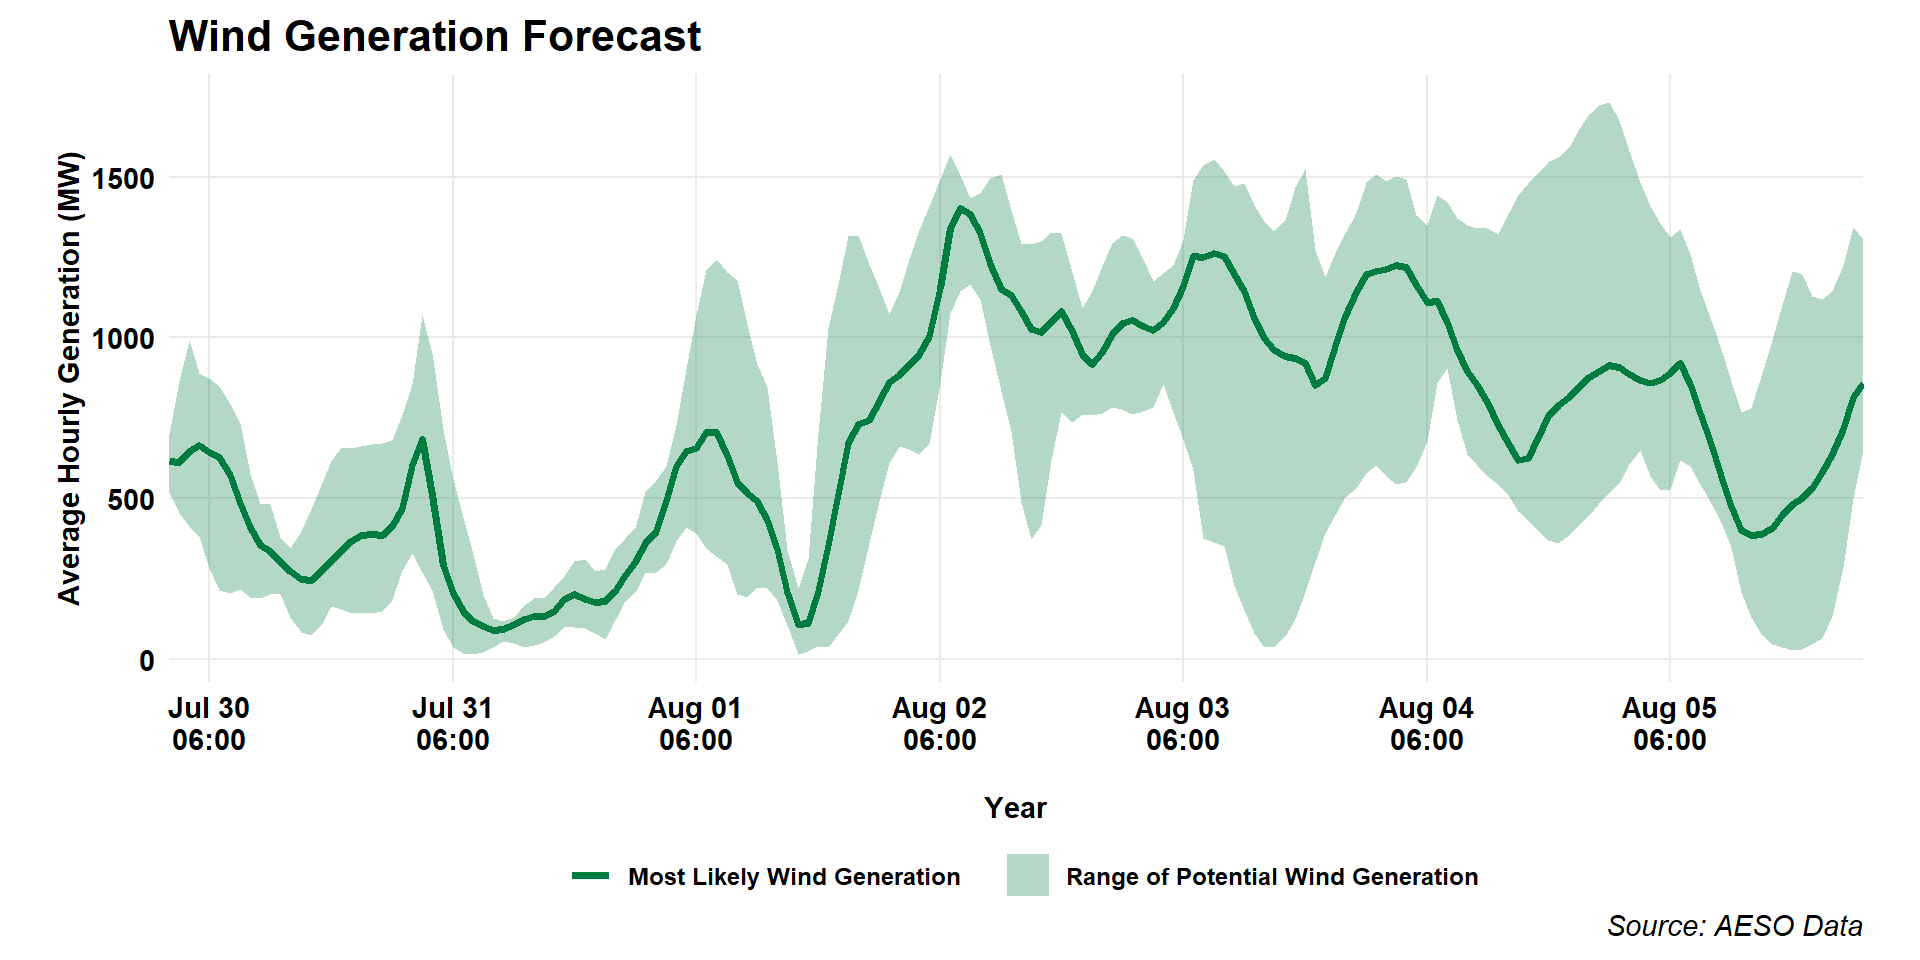 Wind Generation Forecast
Average Hourly Generation (MW)
1500
1000
500
0
Jul 30 Jul 31 Aug 01 Aug 02 Aug 03 Aug 04 Aug 05
06:00 06:00 06:00 06:00 06:00 06:00 06:00
Year
Most Likely Wind Generation Range of Potential Wind Generation
Source: AESO Data